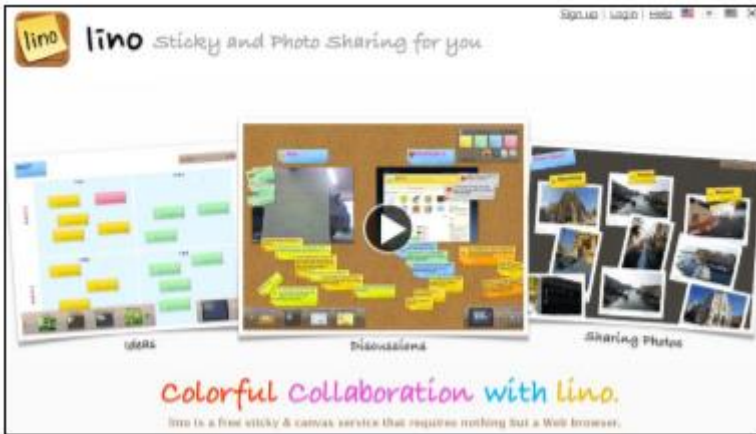 Sign up | Login | Help
lino
lino Sticky and Photo Sharing for you
Ideas
Discussions
Sharing Photos
Colorful Collaboration with lino.
lino is a free sticky & canvas service that requires nothing but a Web browser.